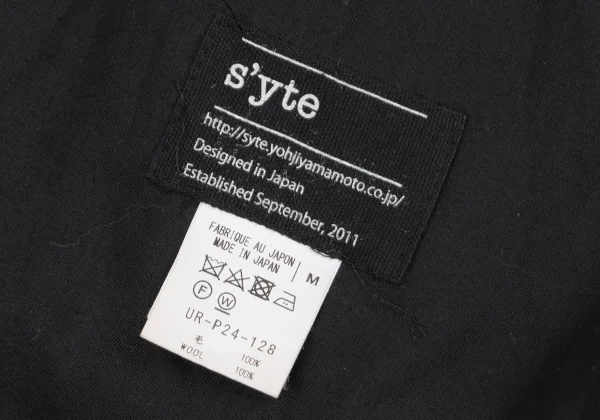 s'yte
http://syte.yohjiyamamoto.co.jp/
Designed in Japan
Established September, 2011
FABRIQUE AU JAPON
MADE IN JAPAN
M
F W
UR-P24-128
毛 100%
WOOL 100%